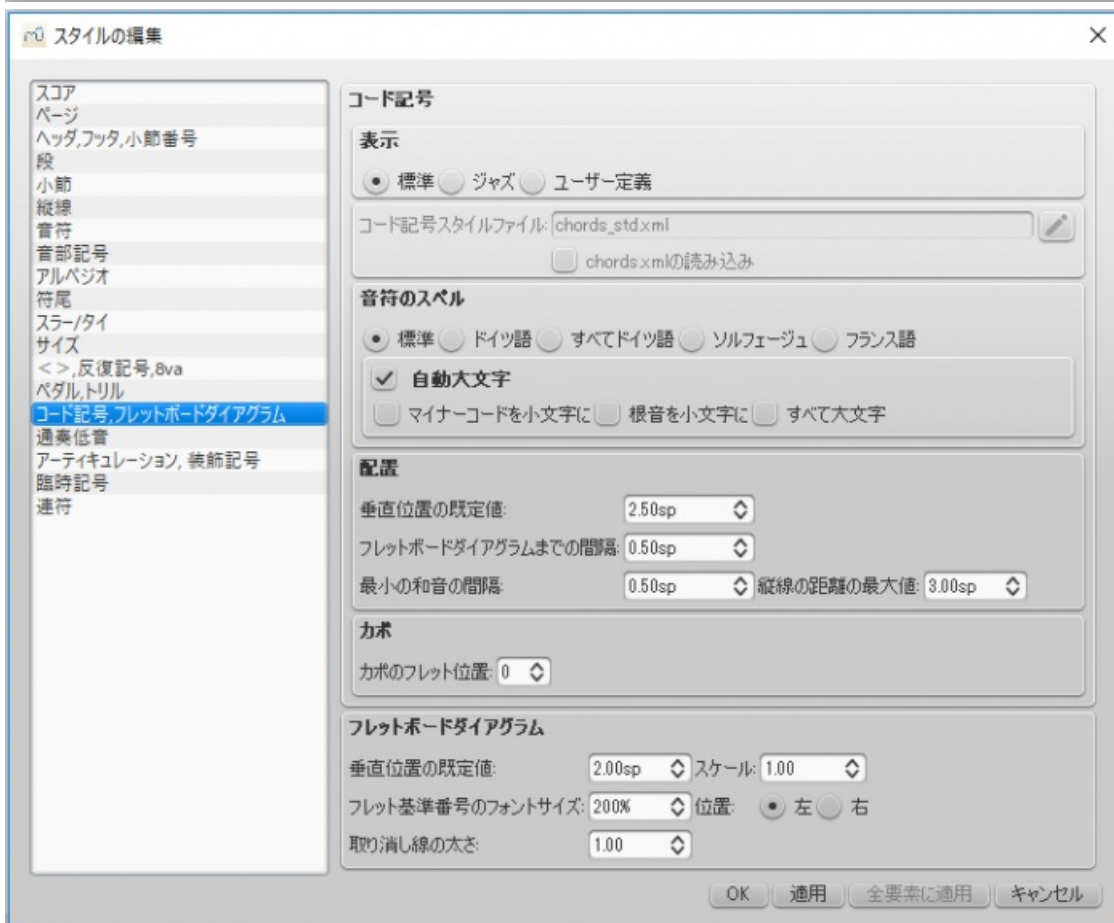 スタイルの編集
スコア
ページ
ヘッダ,フッタ,小節番号
段
小節
縦線
音符
音部記号
アルペジオ
符尾
スラー/タイ
サイズ
< >,反復記号,8va
ペダル,トリル
コード記号,フレットボードダイアグラム
通奏低音
アーティキュレーション, 装飾記号
臨時記号
連符
コード記号
表示
標準 ジャズ ユーザー定義
コード記号スタイルファイル: chords_std.xml
chords.xmlの読み込み
音符のスペル
標準 ドイツ語 すべてドイツ語 ソルフェージュ フランス語
自動大文字
マイナーコードを小文字に 根音を小文字に すべて大文字
配置
垂直位置の既定値: 2.50sp
フレットボードダイアグラムまでの間隔: 0.50sp
最小の和音の間隔: 0.50sp 縦線の距離の最大値: 3.00sp
カポ
カポのフレット位置: 0
フレットボードダイアグラム
垂直位置の既定値: 2.00sp スケール: 1.00
フレット基準番号のフォントサイズ: 200% 位置: 左 右
取り消し線の太さ: 1.00
OK 適用 全要素に適用 キャンセル